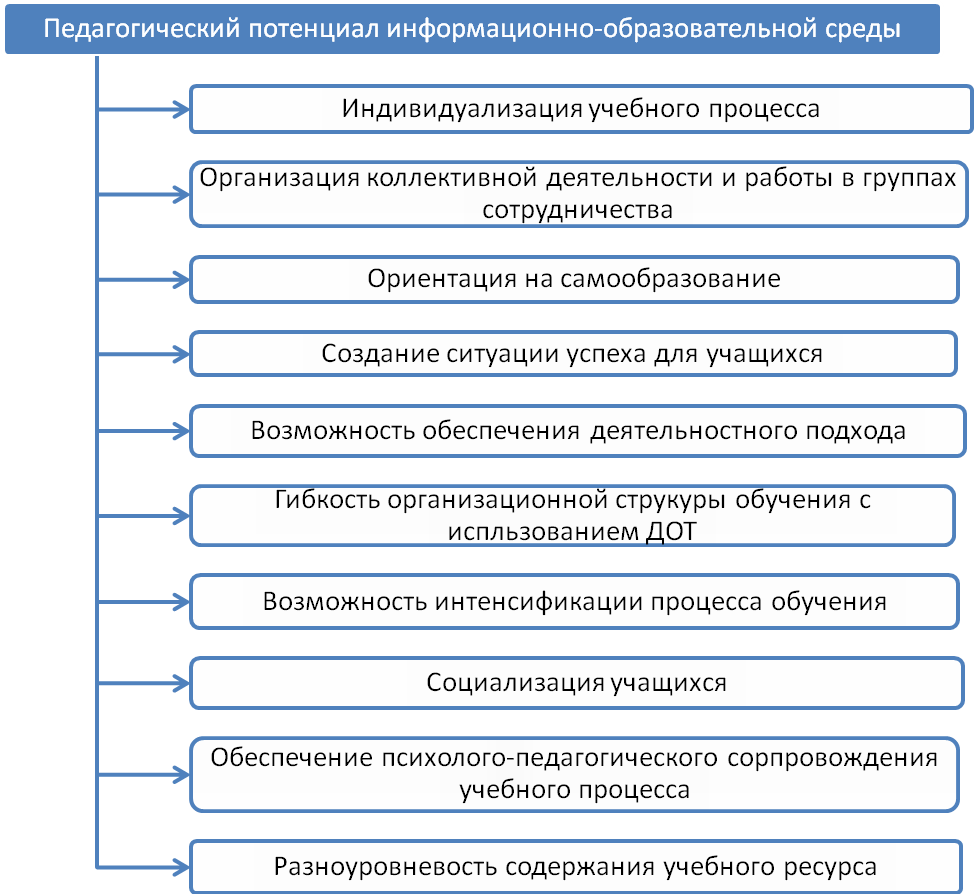 Педагогический потенциал информационно-образовательной среды
Индивидуализация учебного процесса
Организация коллективной деятельности и работы в группах
сотрудничества
Ориентация на самообразование
Создание ситуации успеха для учащихся
Возможность обеспечения деятельностного подхода
Гибкость организационной струкуры обучения с
испльзованием ДОТ
Возможность интенсификации процесса обучения
Социализация учащихся
Обеспечение психолого-педагогического сорпровождения
учебного процесса
Разноуровневость содержания учебного ресурса